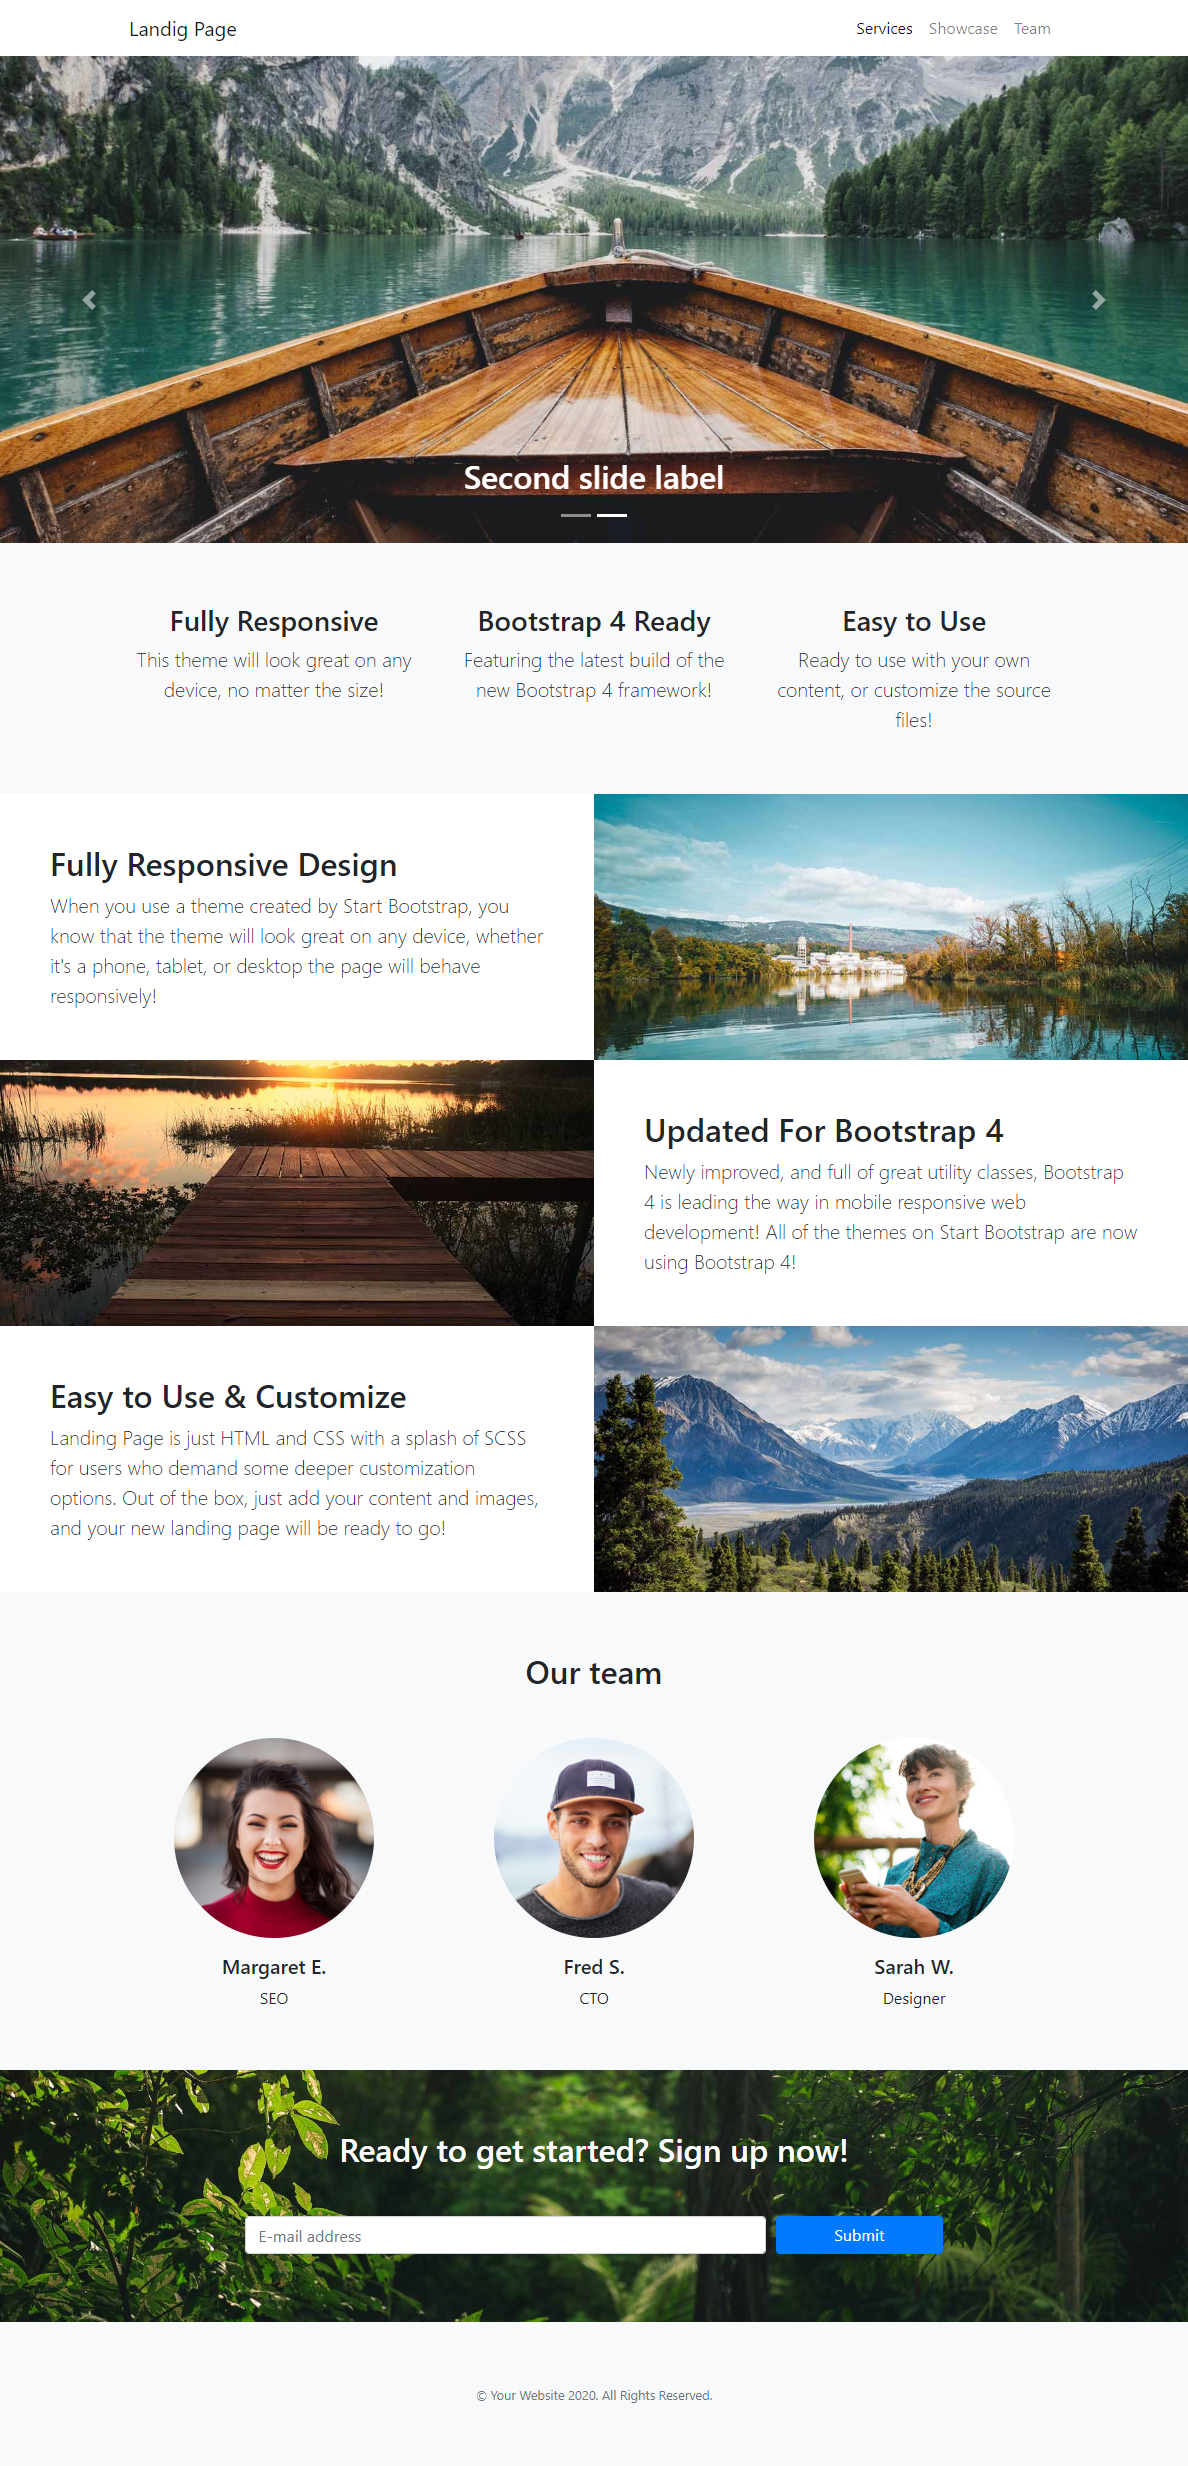 Landig Page
Services Showcase Team
Second slide label
Fully Responsive
This theme will look great on any
device, no matter the size!
Bootstrap 4 Ready
Featuring the latest build of the
new Bootstrap 4 framework!
Easy to Use
Ready to use with your own
content, or customize the source
files!
Fully Responsive Design
When you use a theme created by Start Bootstrap, you
know that the theme will look great on any device, whether
it's a phone, tablet, or desktop the page will behave
responsively!
Updated For Bootstrap 4
Newly improved, and full of great utility classes, Bootstrap
4 is leading the way in mobile responsive web
development! All of the themes on Start Bootstrap are now
using Bootstrap 4!
Easy to Use & Customize
Landing Page is just HTML and CSS with a splash of SCSS
for users who demand some deeper customization
options. Out of the box, just add your content and images,
and your new landing page will be ready to go!
Our team
Margaret E.
SEO
Fred S.
CTO
Sarah W.
Designer
Ready to get started? Sign up now!
E-mail address
Submit
© Your Website 2020. All Rights Reserved.